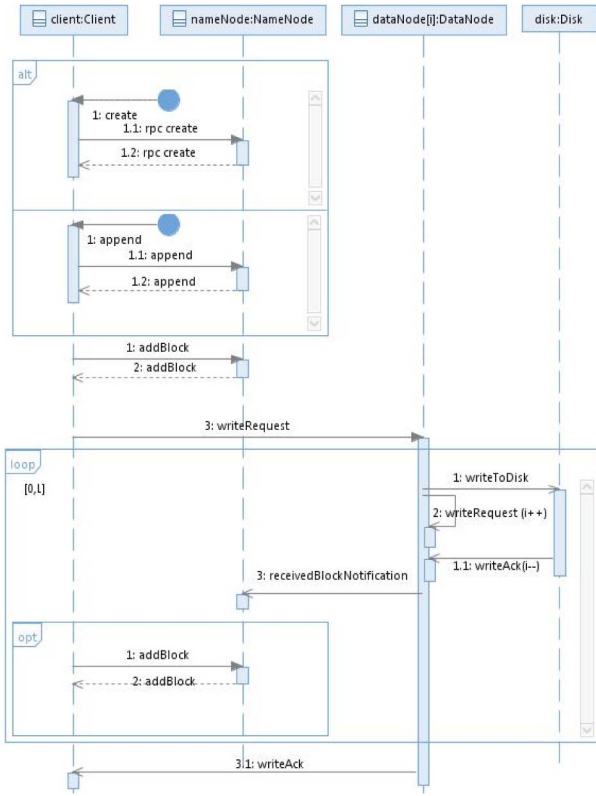 client:Client
nameNode:NameNode
dataNode[i]:DataNode
disk:Disk
alt
1: create
1.1: rpc create
1.2: rpc create
1: append
1.1: append
1.2: append
1: addBlock
2: addBlock
3: writeRequest
loop
[0,L]
1: writeToDisk
2: writeRequest (i++)
1.1: writeAck(i--)
3: receivedBlockNotification
opt
1: addBlock
2: addBlock
3.1: writeAck